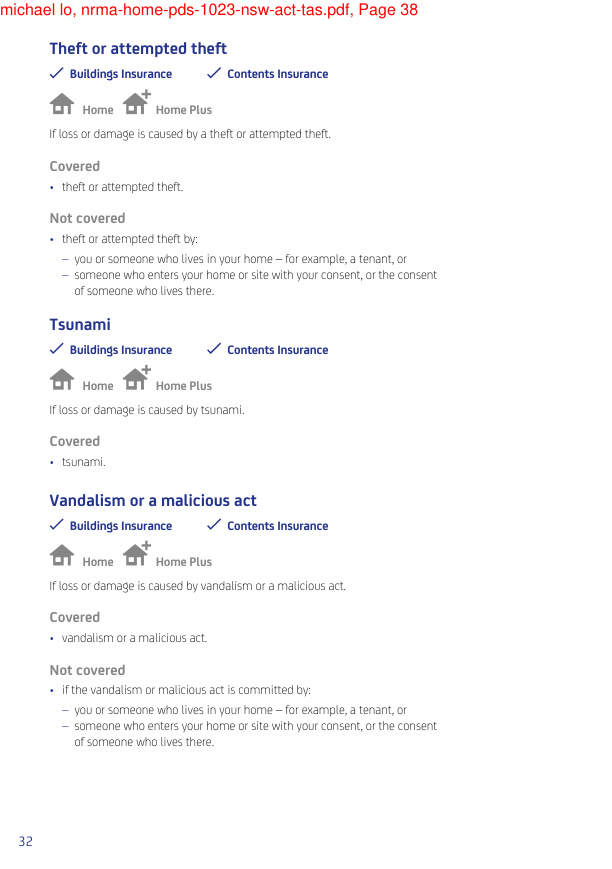 michael lo, nrma-home-pds-1023-nsw-act-tas.pdf, Page 38
Theft or attempted theft
Buildings Insurance Contents Insurance
Home Home Plus
If loss or damage is caused by a theft or attempted theft.
Covered
• theft or attempted theft.
Not covered
• theft or attempted theft by:
– you or someone who lives in your home – for example, a tenant, or
– someone who enters your home or site with your consent, or the consent
of someone who lives there.
Tsunami
Buildings Insurance Contents Insurance
Home Home Plus
If loss or damage is caused by tsunami.
Covered
• tsunami.
Vandalism or a malicious act
Buildings Insurance Contents Insurance
Home Home Plus
If loss or damage is caused by vandalism or a malicious act.
Covered
• vandalism or a malicious act.
Not covered
• if the vandalism or malicious act is committed by:
– you or someone who lives in your home – for example, a tenant, or
– someone who enters your home or site with your consent, or the consent
of someone who lives there.
32